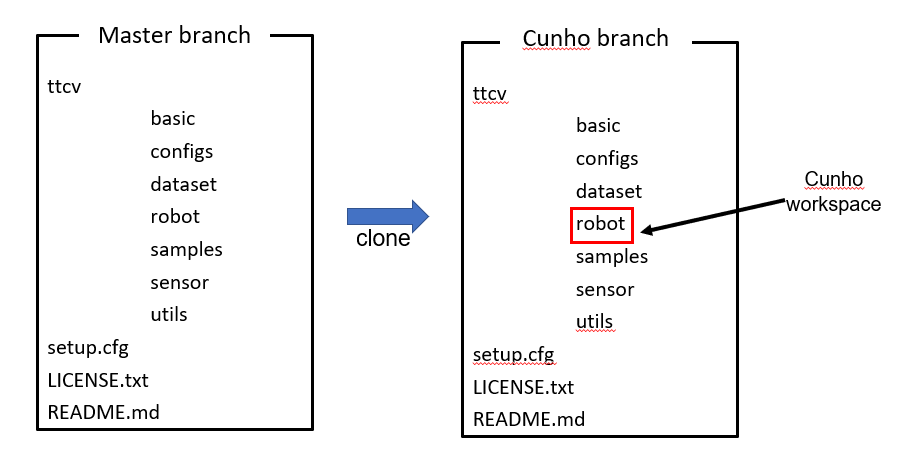 Master branch
ttcv
basic
configs
dataset
robot
samples
sensor
utils
setup.cfg
LICENSE.txt
README.md
clone
Cunho branch
ttcv
basic
configs
dataset
robot
samples
sensor
utils
setup.cfg
LICENSE.txt
README.md
Cunho
workspace